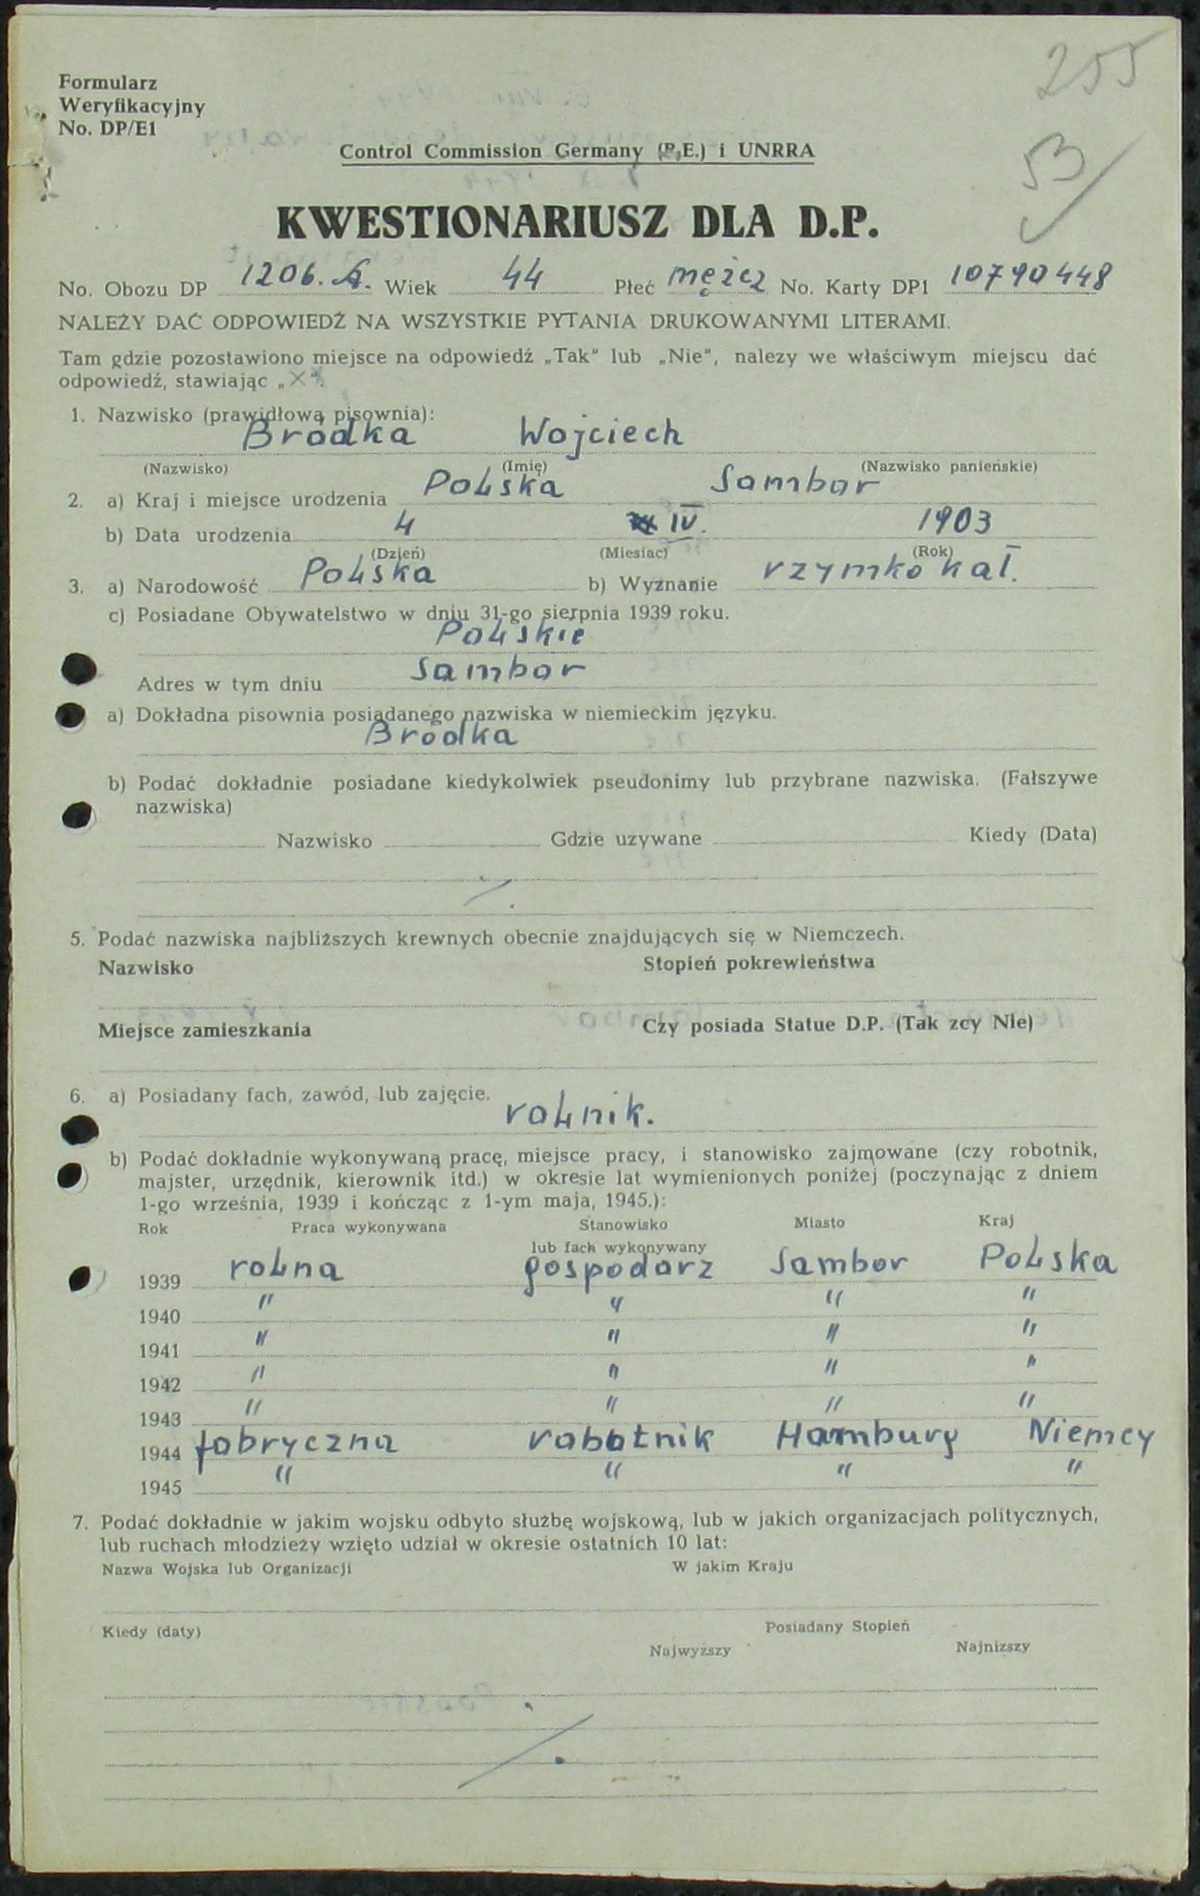 255
53
Formularz
Weryfikacyjny
No. DP/E1
Control Commission Germany (B.E.) i UNRRA
KWESTIONARIUSZ DLA D.P.
No. Obozu DP 1206. A. Wiek 44 Płeć mężcz No. Karty DP1 10790448
NALEŻY DAĆ ODPOWIEDŹ NA WSZYSTKIE PYTANIA DRUKOWANYMI LITERAMI.
Tam gdzie pozostawiono miejsce na odpowiedź „Tak" lub „Nie", nalezy we właściwym miejscu dać
odpowiedź, stawiając „X".
1. Nazwisko (prawidłową pisownia):
Bródka Wojciech
(Nazwisko) (Imię) (Nazwisko panieńskie)
2. a) Kraj i miejsce urodzenia Polska Sambor
b) Data urodzenia 4 IV. 1903
(Dzień) (Miesiac) (Rok)
3. a) Narodowość Polska b) Wyznanie rzymko kat.
c) Posiadane Obywatelstwo w dniu 31-go sierpnia 1939 roku.
Polskie
Adres w tym dniu Sambor
a) Dokładna pisownia posiadanego nazwiska w niemieckim języku.
Bródka
b) Podać dokładnie posiadane kiedykolwiek pseudonimy lub przybrane nazwiska. (Fałszywe
nazwiska)
Nazwisko Gdzie uzywane Kiedy (Data)
5. Podać nazwiska najbliższych krewnych obecnie znajdujących się w Niemczech.
Nazwisko Stopień pokrewieństwa
Miejsce zamieszkania Czy posiada Statue D.P. (Tak zcy Nie)
6. a) Posiadany fach, zawód, lub zajęcie.
rolnik.
b) Podać dokładnie wykonywaną pracę, miejsce pracy, i stanowisko zajmowane (czy robotnik,
majster, urzędnik, kierownik itd.) w okresie lat wymienionych poniżej (poczynając z dniem
1-go września, 1939 i kończąc z 1-ym maja, 1945.):
Rok Praca wykonywana Stanowisko Miasto Kraj
lub fach wykonywany
1939 rolna gospodarz Sambor Polska
1940 " " " "
1941 " " " "
1942 " " " "
1943 " " " "
1944 fabryczna robotnik Hamburg Niemcy
1945 " " " "
7. Podać dokładnie w jakim wojsku odbyto służbę wojskową, lub w jakich organizacjach politycznych,
lub ruchach młodzieży wzięto udział w okresie ostatnich 10 lat:
Nazwa Wojska lub Organizacji W jakim Kraju
Kiedy (daty) Posiadany Stopień
Najwyższy Najniższy